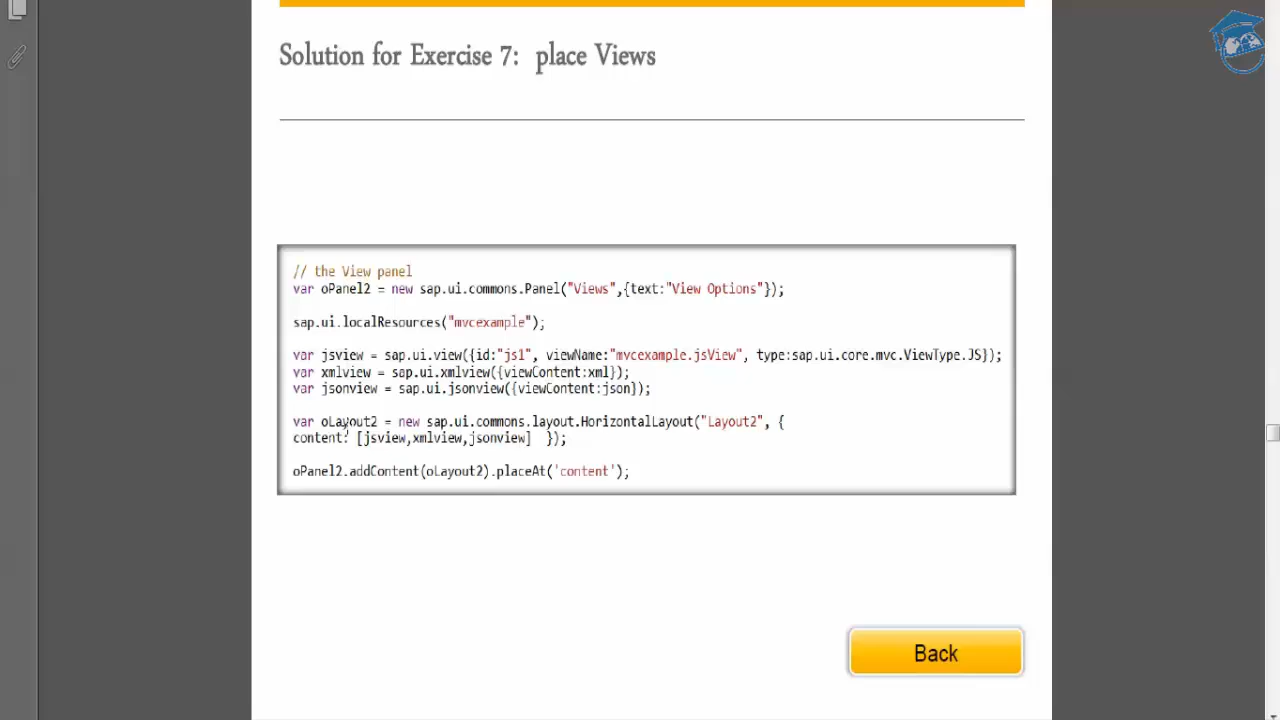 Solution for Exercise 7: place Views
// the View panel
var oPanel2 = new sap.ui.commons.Panel("Views",{text:"View Options"});
sap.ui.localResources("mvcexample");
var jsview = sap.ui.view({id:"js1", viewName:"mvcexample.jsView", type:sap.ui.core.mvc.ViewType.JS});
var xmlview = sap.ui.xmlview({viewContent:xml});
var jsonview = sap.ui.jsonview({viewContent:json});
var oLayout2 = new sap.ui.commons.layout.HorizontalLayout("Layout2", {
content: [jsview,xmlview,jsonview] });
oPanel2.addContent(oLayout2).placeAt('content');
Back